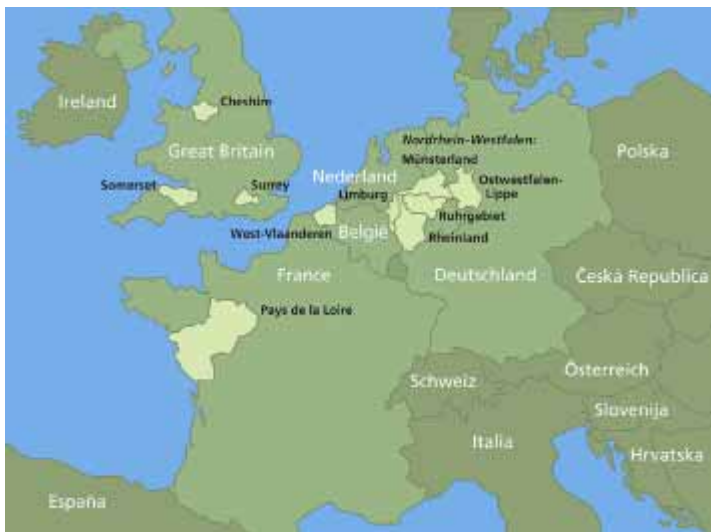 Ireland
Cheshim
Great Britain
Nordrhein-Westfalen:
Münsterland
Polska
Nederland
Somerset
Surrey
Limburg
Ostwestfalen-
Lippe
Ruhrgebiet
West-Vlaanderen
België
Rheinland
France
Deutschland
Česká Republica
Pays de la Loire
Schweiz
Österreich
Slovenija
Italia
Hrvatska
España